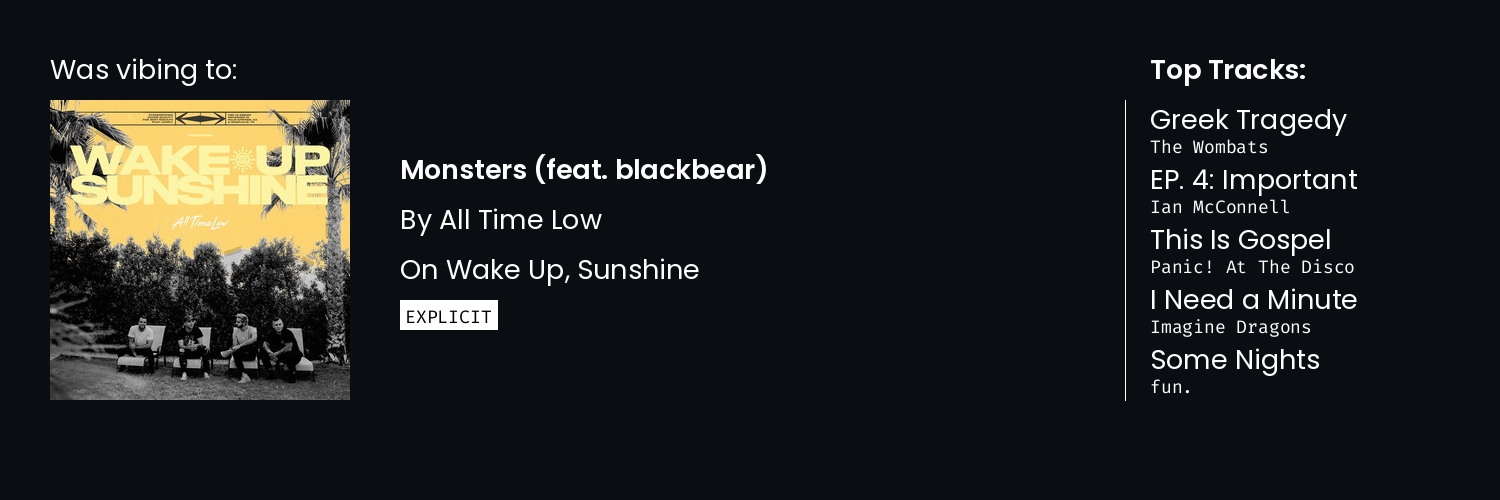 Was vibing to:
WAKE UP
SUNSHINE
All Time Low
Monsters (feat. blackbear)
By All Time Low
On Wake Up, Sunshine
EXPLICIT
Top Tracks:
Greek Tragedy
The Wombats
EP. 4: Important
Ian McConnell
This Is Gospel
Panic! At The Disco
I Need a Minute
Imagine Dragons
Some Nights
fun.